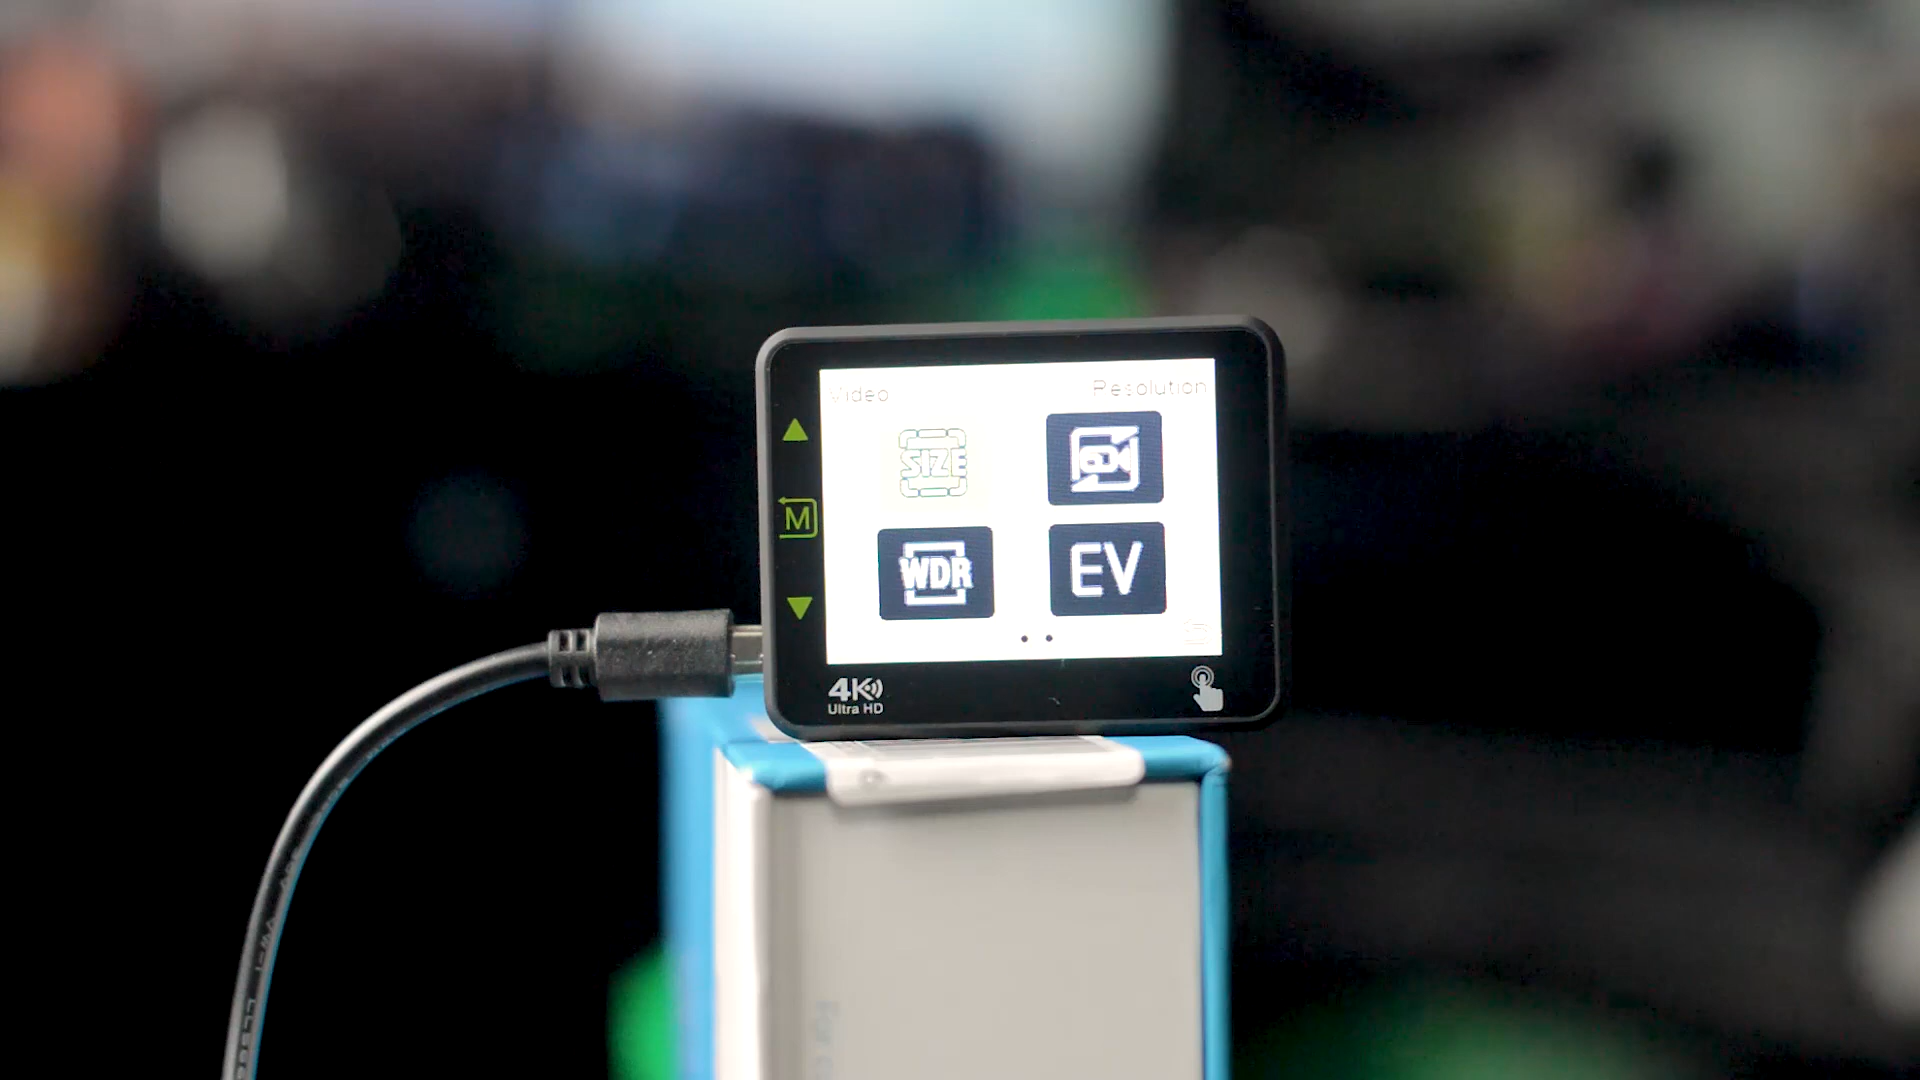 Video Resolution
SIZE
WDR EV
M
4K
Ultra HD